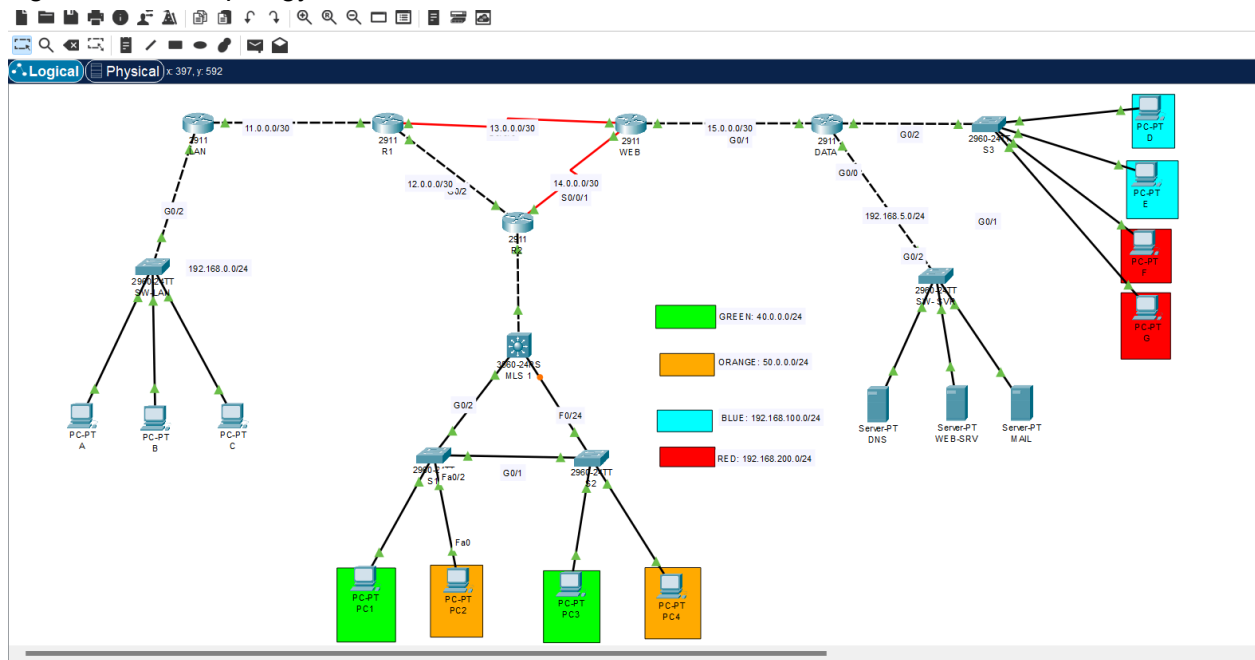 Logical
Physical
x: 397, y: 592
2911
LAN
11.0.0.0/30
2911
R11
13.0.0.0/30
2911
WEB
15.0.0.0/30
G0/1
2911
DATA
G0/2
2960-24TT
S3
PC-PT
D
12.0.0.0/30
G0/2
14.0.0.0/30
S0/0/1
G0/0
PC-PT
E
G0/2
192.168.5.0/24
G0/1
2911
R2
G0/2
PC-PT
F
192.168.0.0/24
2960-24TT
SW-LAN
2960-24TT
SW- SVR
PC-PT
G
GREEN: 40.0.0.0/24
3560-24PS
MLS 1
ORANGE: 50.0.0.0/24
G0/2
F0/24
BLUE: 192.168.100.0/24
PC-PT
A
PC-PT
B
PC-PT
C
Server-PT
DNS
Server-PT
WEB-SRV
Server-PT
MAIL
RED: 192.168.200.0/24
2960-24TT
S1
Fa0/2
G0/1
2960-24TT
S2
Fa0
PC-PT
PC1
PC-PT
PC2
PC-PT
PC3
PC-PT
PC4